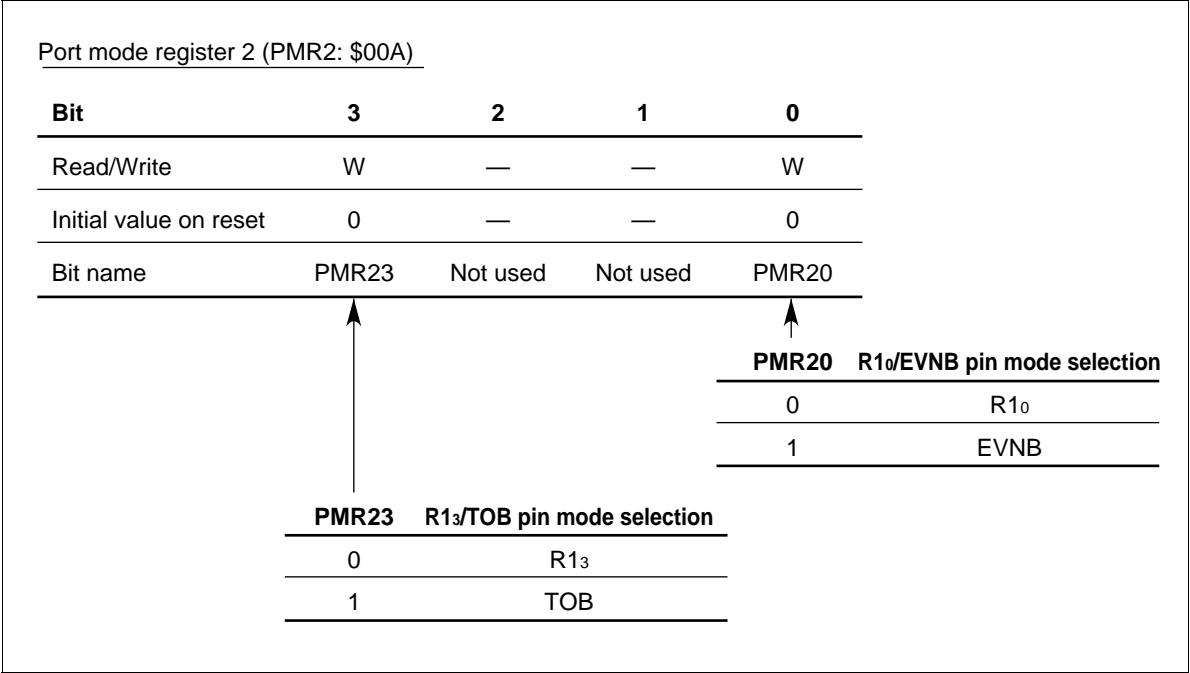 Port mode register 2 (PMR2: $00A)
Bit 3 2 1 0
Read/Write W — — W
Initial value on reset 0 — — 0
Bit name PMR23 Not used Not used PMR20
PMR20 R1₀/EVNB pin mode selection
0 R1₀
1 EVNB
PMR23 R1₃/TOB pin mode selection
0 R1₃
1 TOB